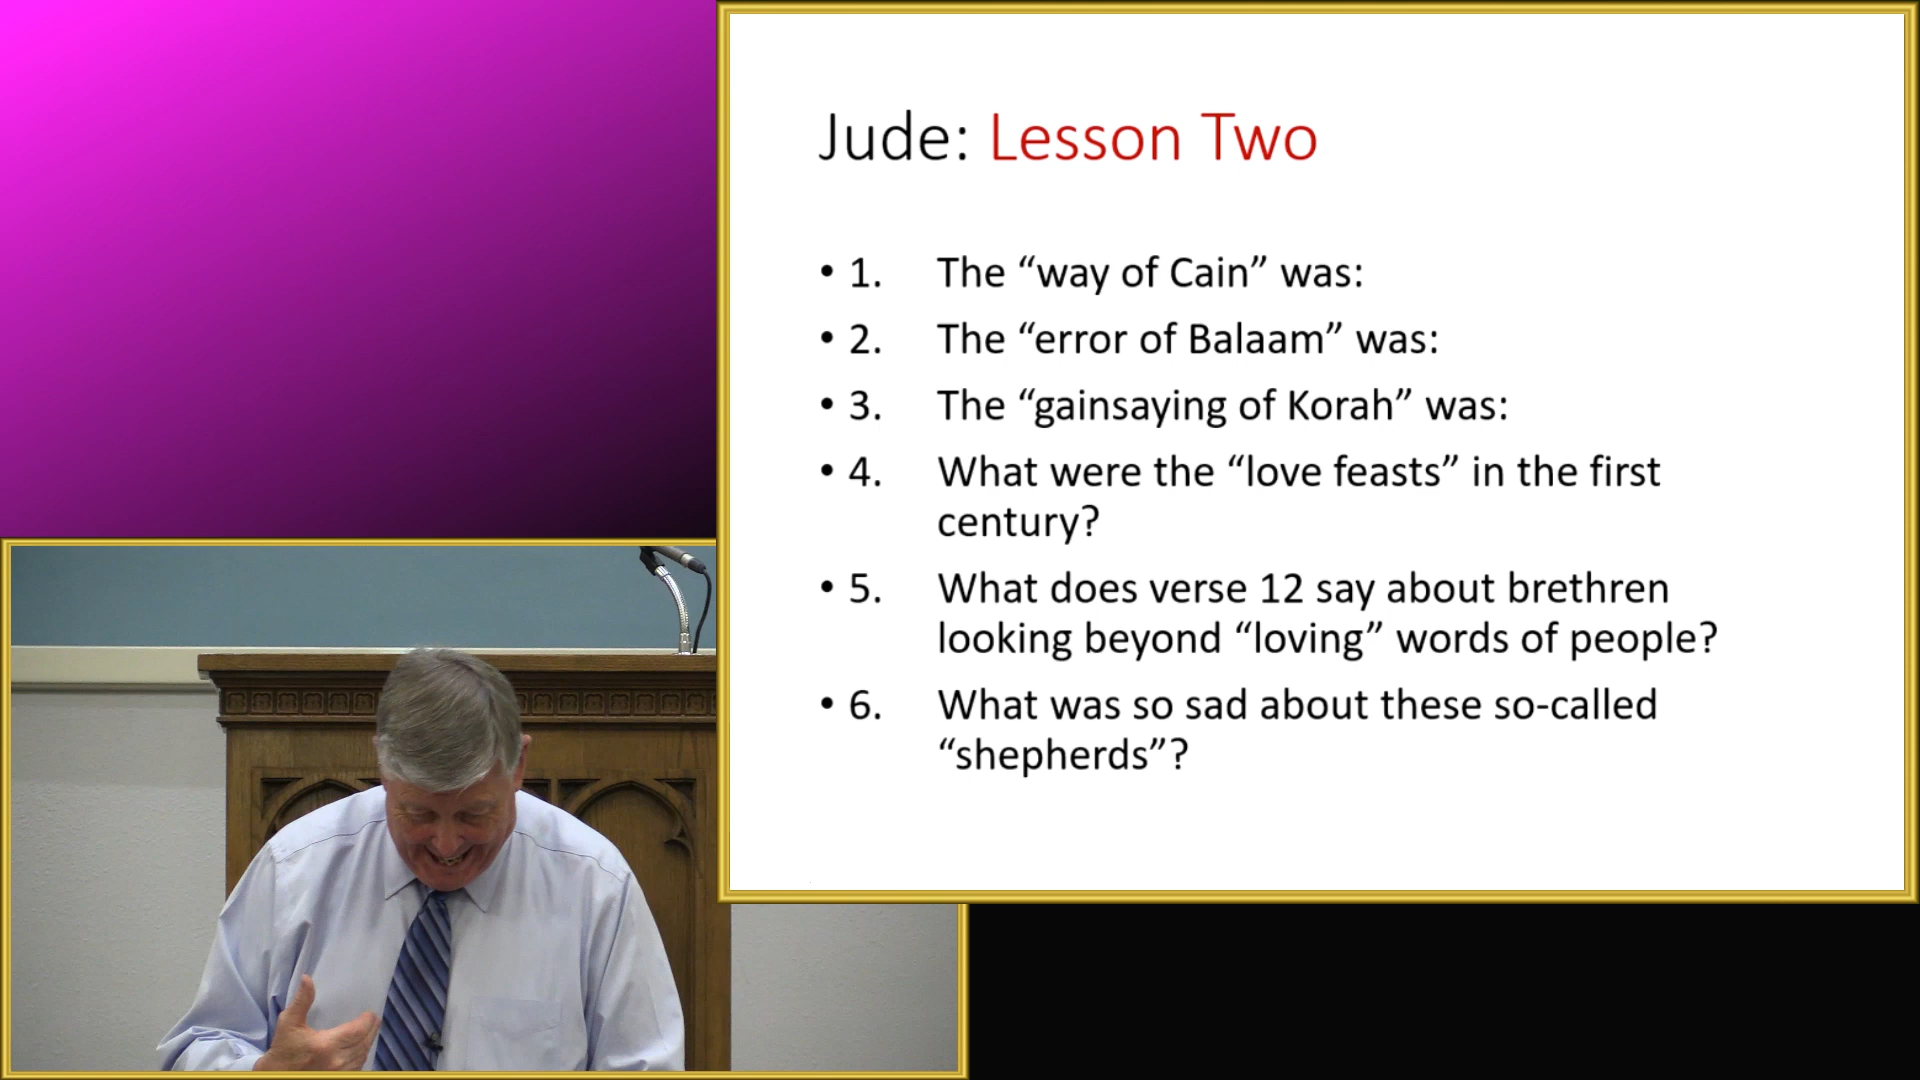 Jude: Lesson Two
• 1. The “way of Cain” was:
• 2. The “error of Balaam” was:
• 3. The “gainsaying of Korah” was:
• 4. What were the “love feasts” in the first
century?
• 5. What does verse 12 say about brethren
looking beyond “loving” words of people?
• 6. What was so sad about these so-called
“shepherds”?